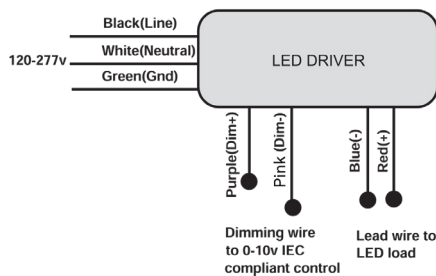 Black(Line)
White(Neutral)
120-277v
Green(Gnd)
LED DRIVER
Purple(Dim+)
Pink (Dim-)
Blue(-)
Red(+)
Dimming wire
to 0-10v IEC
compliant control
Lead wire to
LED load